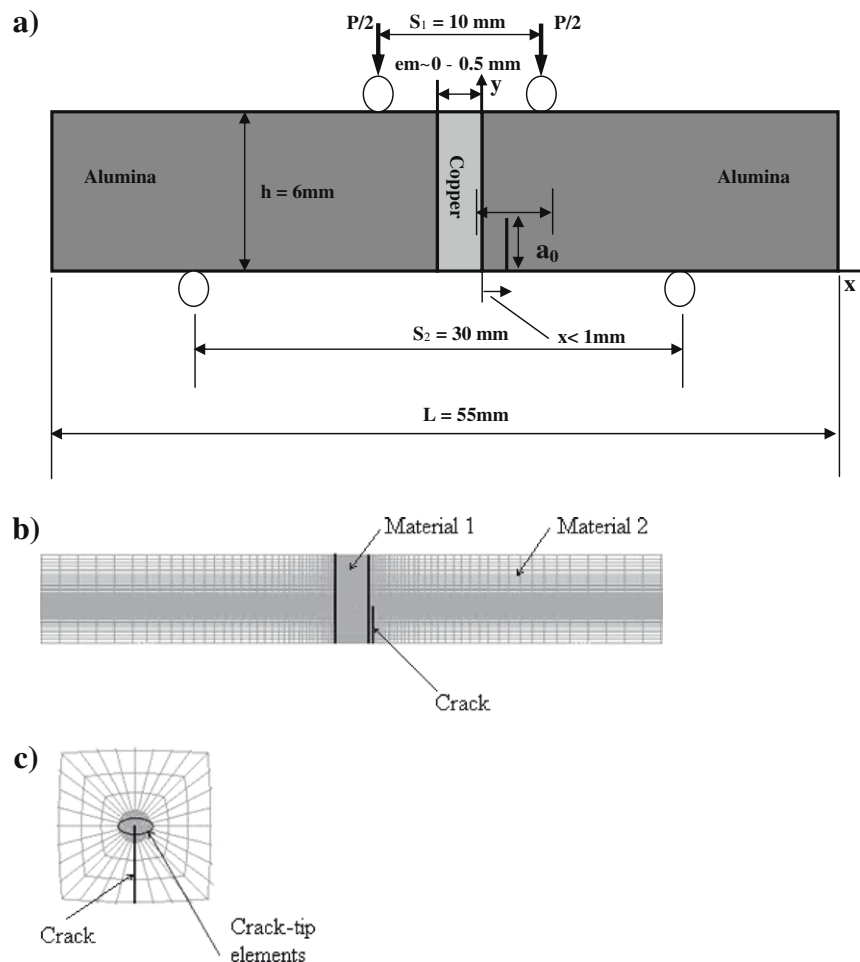 a)
P/2
S₁ = 10 mm
P/2
em~0 - 0.5 mm
y
Alumina
h = 6mm
Copper
Alumina
a₀
x
S₂ = 30 mm
x< 1mm
L = 55mm
b)
Material 1
Material 2
Crack
c)
Crack
Crack-tip
elements